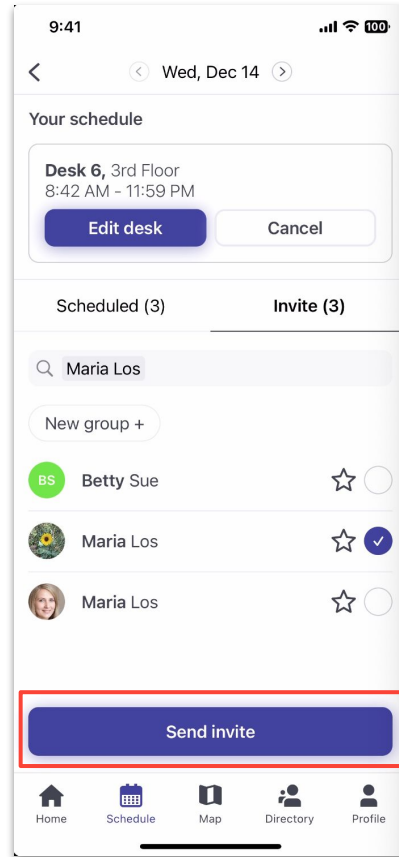 9:41
100
Wed, Dec 14
Your schedule
Desk 6, 3rd Floor
8:42 AM - 11:59 PM
Edit desk
Cancel
Scheduled (3)
Invite (3)
Maria Los
New group +
BS
Betty Sue
Maria Los
Maria Los
Send invite
Home
Schedule
Map
Directory
Profile